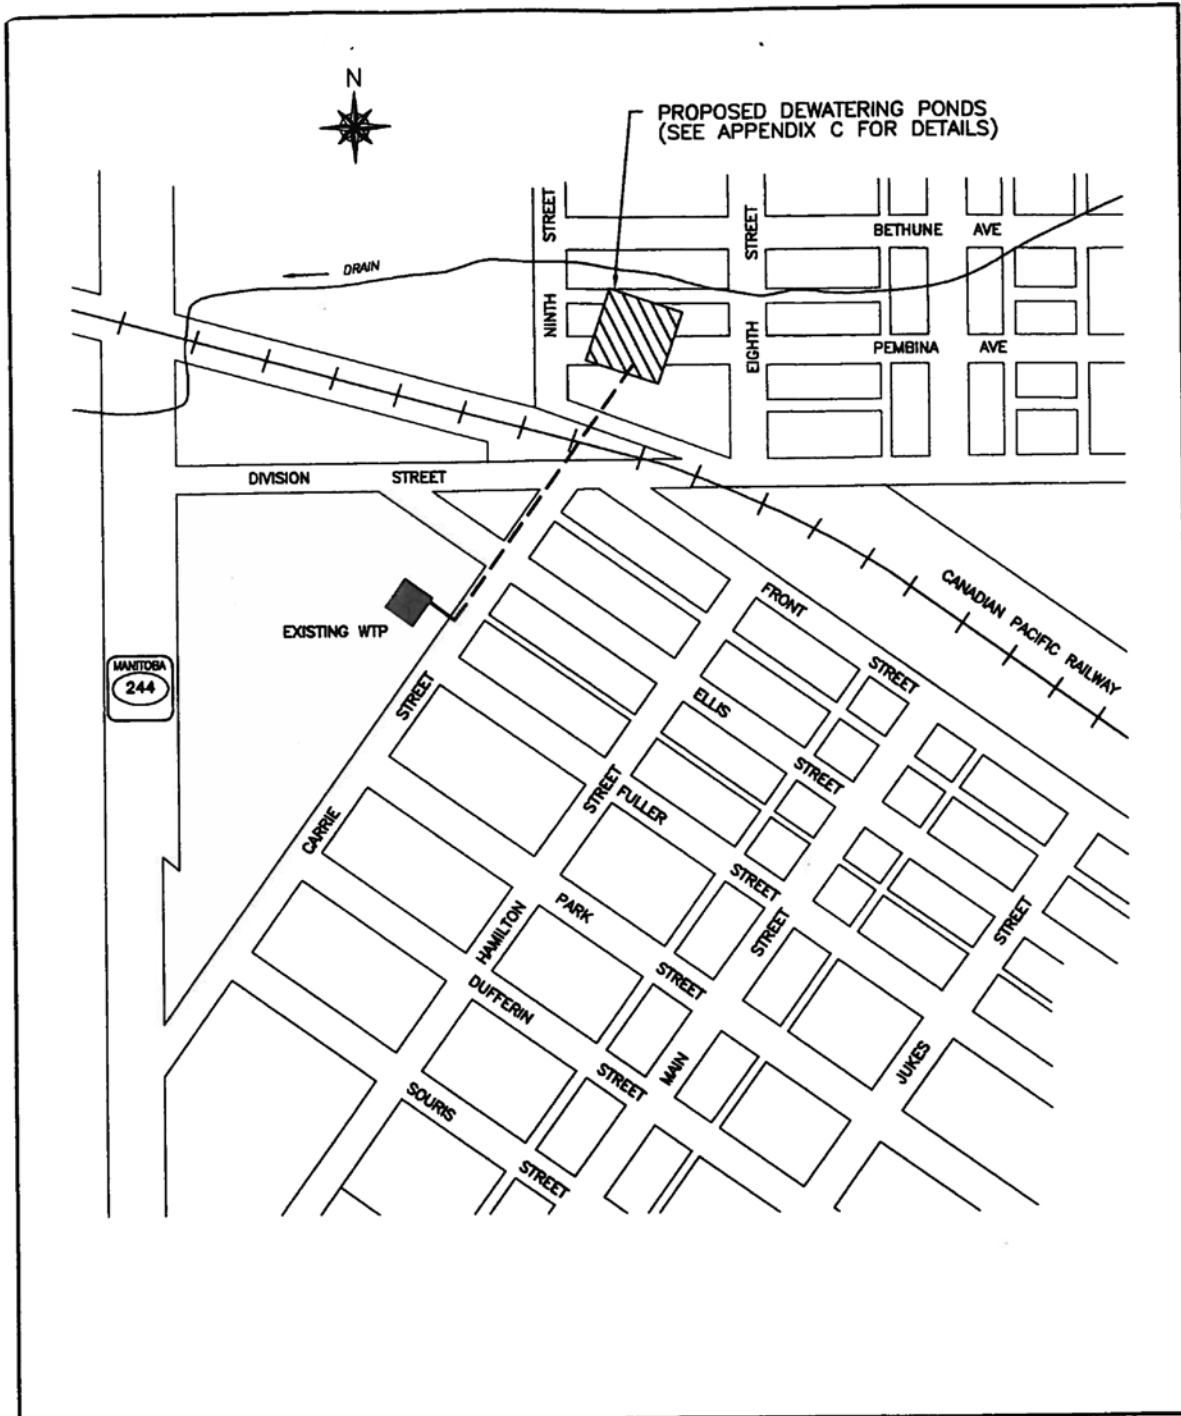 N
PROPOSED DEWATERING PONDS
(SEE APPENDIX C FOR DETAILS)
NINTH STREET
EIGHTH STREET
BETHUNE AVE
DRAIN
PEMBINA AVE
DIVISION STREET
CANADIAN PACIFIC RAILWAY
EXISTING WTP
MANITOBA
244
FRONT STREET
ELLIS STREET
CARRIE STREET
FULLER STREET
HAMILTON STREET
PARK STREET
MAIN STREET
DUFFERIN STREET
JUKES STREET
SOURIS STREET